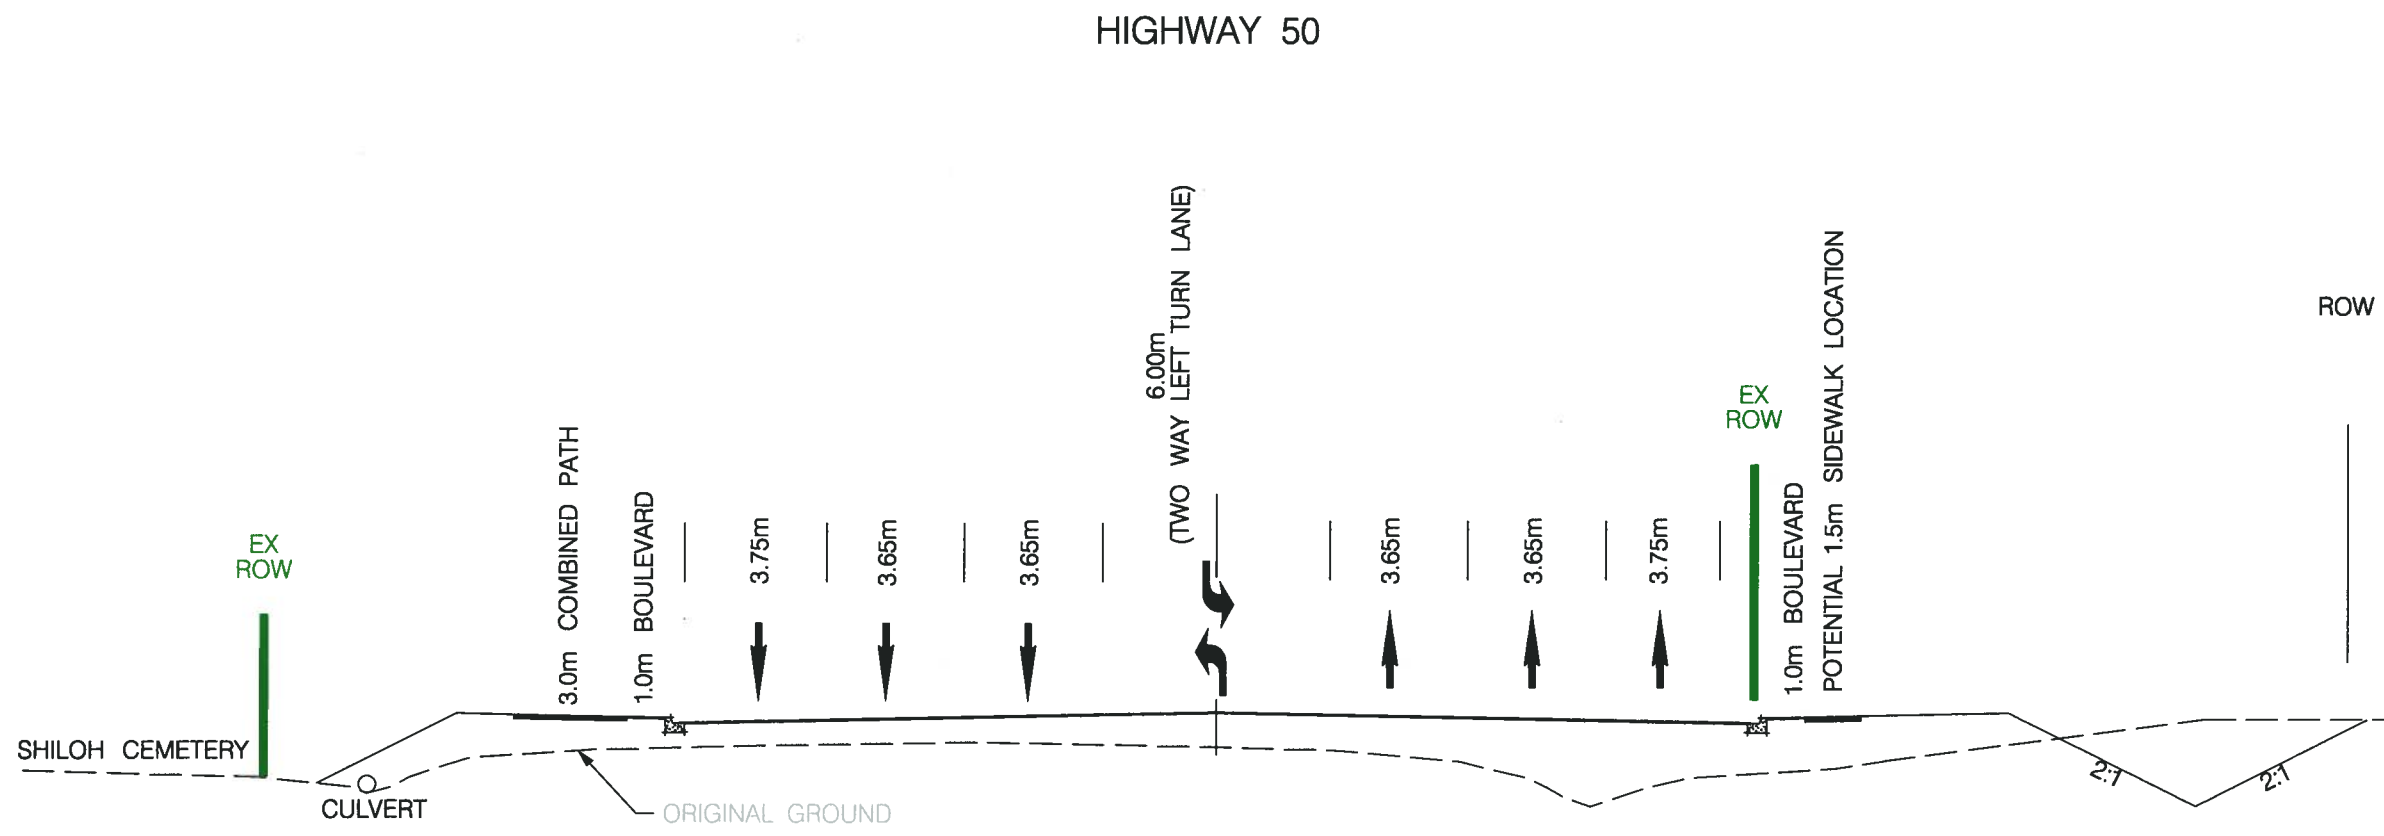 HIGHWAY 50
EX
ROW
3.0m COMBINED PATH
1.0m BOULEVARD
3.75m
3.65m
3.65m
6.00m
(TWO WAY LEFT TURN LANE)
3.65m
3.65m
3.75m
EX
ROW
1.0m BOULEVARD
POTENTIAL 1.5m SIDEWALK LOCATION
ROW
SHILOH CEMETERY
CULVERT
ORIGINAL GROUND
2:1
2:1